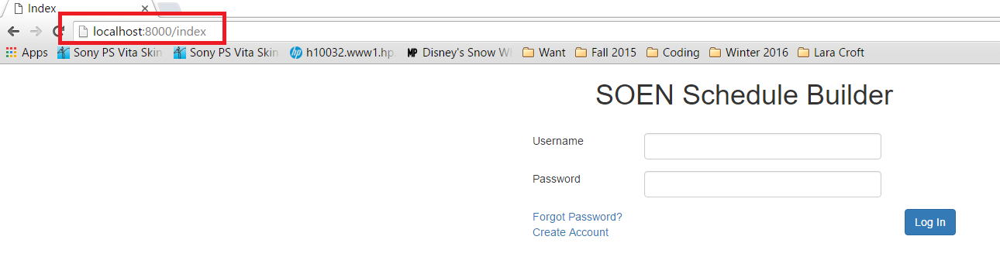 Index
localhost:8000/index
Apps Sony PS Vita Skin Sony PS Vita Skin h10032.www1.hp. Disney's Snow Wh Want Fall 2015 Coding Winter 2016 Lara Croft
SOEN Schedule Builder
Username
Password
Forgot Password?
Create Account
Log In